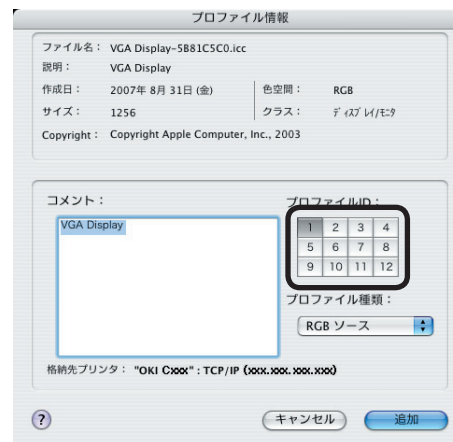 プロファイル情報
ファイル名： VGA Display-5B81C5C0.icc
説明： VGA Display
作成日： 2007年 8月 31日 (金) 色空間： RGB
サイズ： 1256 クラス： ディスプレイ/モニタ
Copyright： Copyright Apple Computer, Inc., 2003
コメント： プロファイルID：
VGA Display
1 2 3 4
5 6 7 8
9 10 11 12
プロファイル種類：
RGB ソース
格納先プリンタ： "OKI Cxxx" : TCP/IP (xxx.xxx.xxx.xxx)
? キャンセル 追加